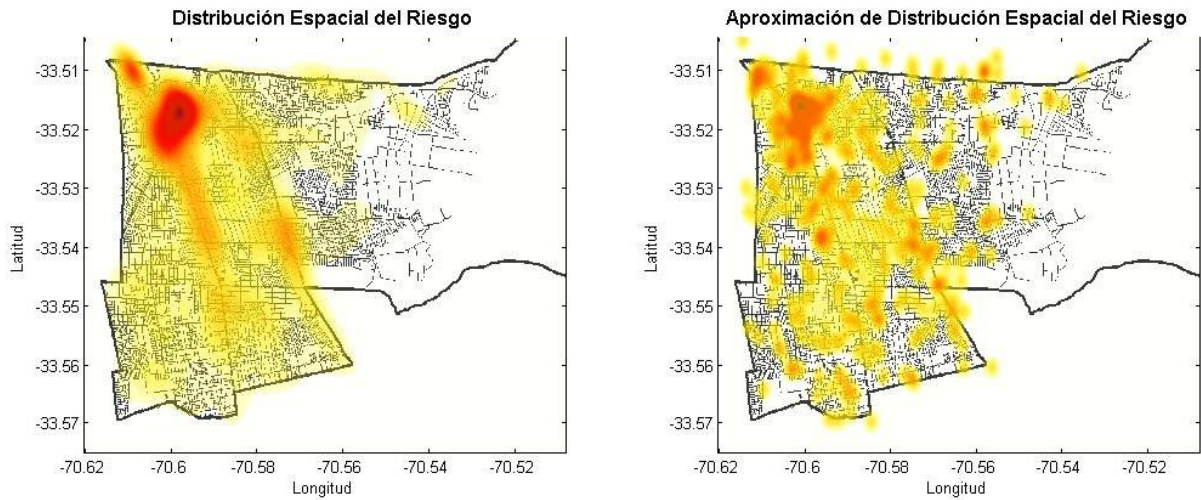 Distribución Espacial del Riesgo
-33.51
-33.52
-33.53
-33.54
-33.55
-33.56
-33.57
Latitud
-70.62 -70.6 -70.58 -70.56 -70.54 -70.52
Longitud
Aproximación de Distribución Espacial del Riesgo
-33.51
-33.52
-33.53
-33.54
-33.55
-33.56
-33.57
Latitud
-70.62 -70.6 -70.58 -70.56 -70.54 -70.52
Longitud